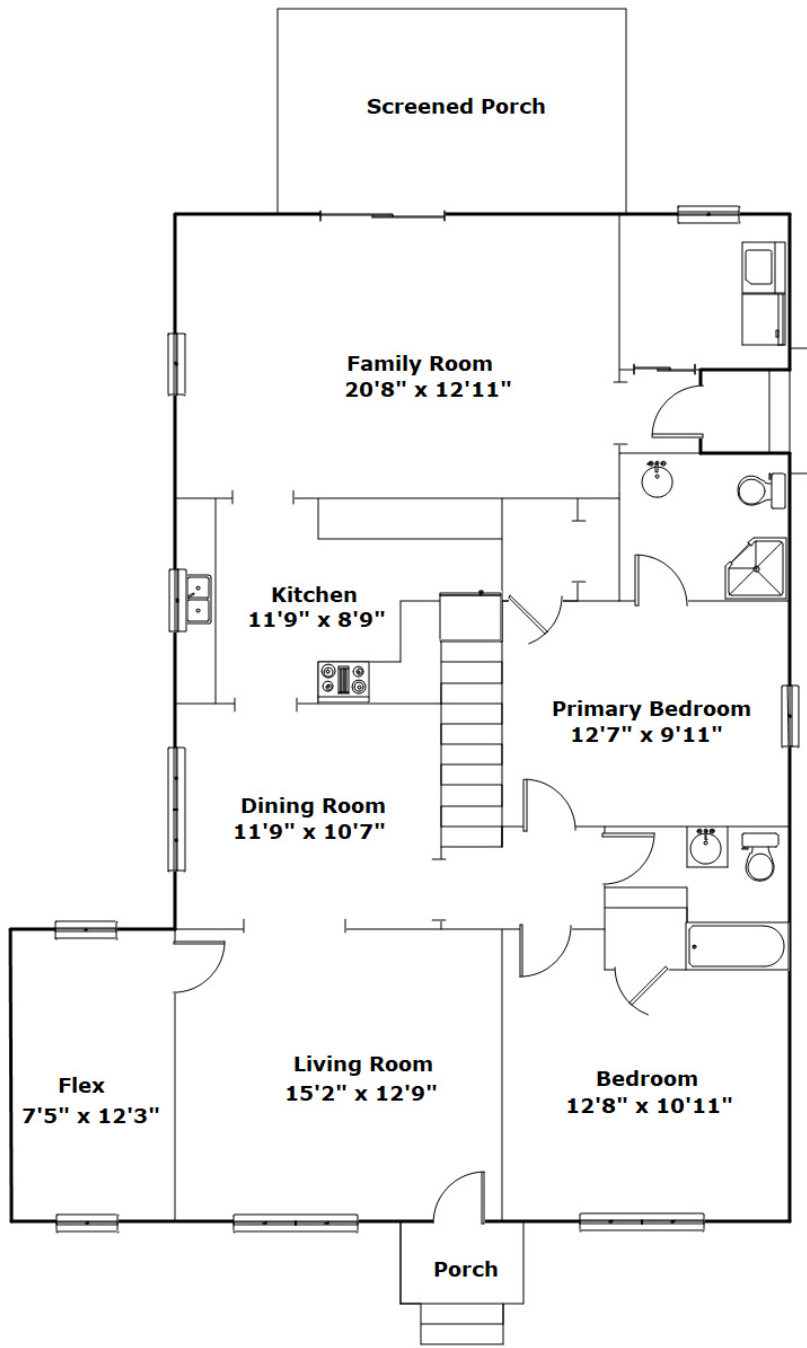 Screened Porch
Family Room
20'8" x 12'11"
Kitchen
11'9" x 8'9"
Primary Bedroom
12'7" x 9'11"
Dining Room
11'9" x 10'7"
Living Room
15'2" x 12'9"
Flex
7'5" x 12'3"
Bedroom
12'8" x 10'11"
Porch